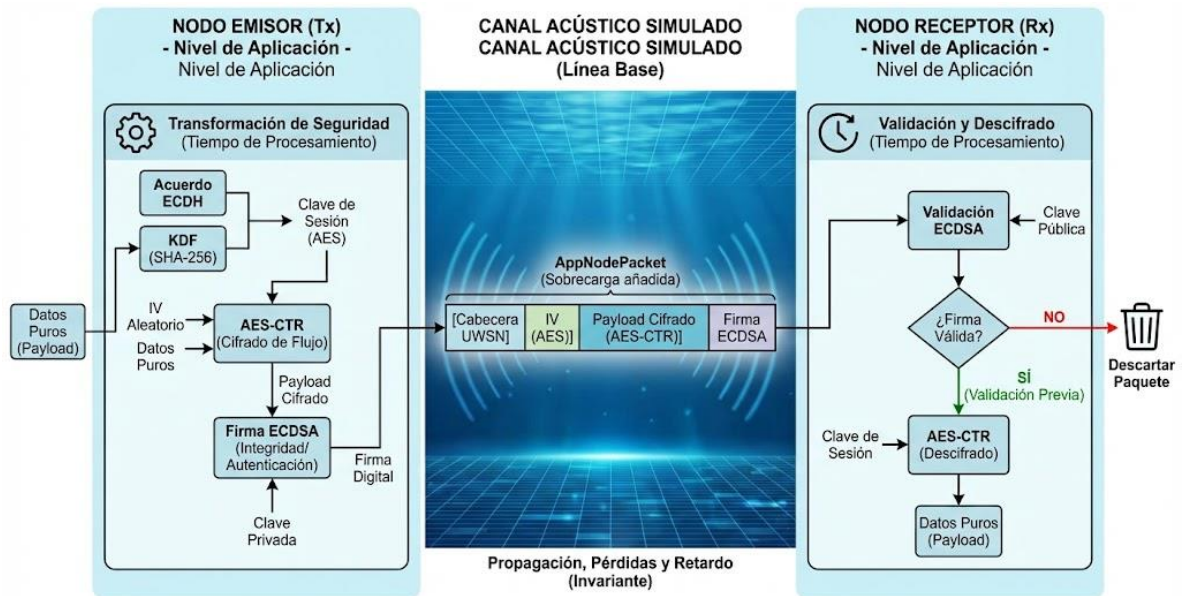 NODO EMISOR (Tx)
- Nivel de Aplicación -
Nivel de Aplicación
Transformación de Seguridad
(Tiempo de Procesamiento)
Acuerdo
ECDH
KDF
(SHA-256)
Clave de
Sesión
(AES)
Datos
Puros
(Payload)
IV
Aleatorio
Datos
Puros
AES-CTR
(Cifrado de Flujo)
Payload
Cifrado
Firma ECDSA
(Integridad/
Autenticación)
Firma
Digital
Clave
Privada
CANAL ACÚSTICO SIMULADO
CANAL ACÚSTICO SIMULADO
(Línea Base)
AppNodePacket
(Sobrecarga añadida)
[Cabecera
UWSN]
IV
(AES)]
Payload Cifrado
(AES-CTR)]
Firma
ECDSA
Propagación, Pérdidas y Retardo
(Invariante)
NODO RECEPTOR (Rx)
- Nivel de Aplicación -
Nivel de Aplicación
Validación y Descifrado
(Tiempo de Procesamiento)
Validación
ECDSA
Clave
Pública
¿Firma
Válida?
NO
Descartar
Paquete
SÍ
(Validación Previa)
Clave de
Sesión
AES-CTR
(Descifrado)
Datos Puros
(Payload)